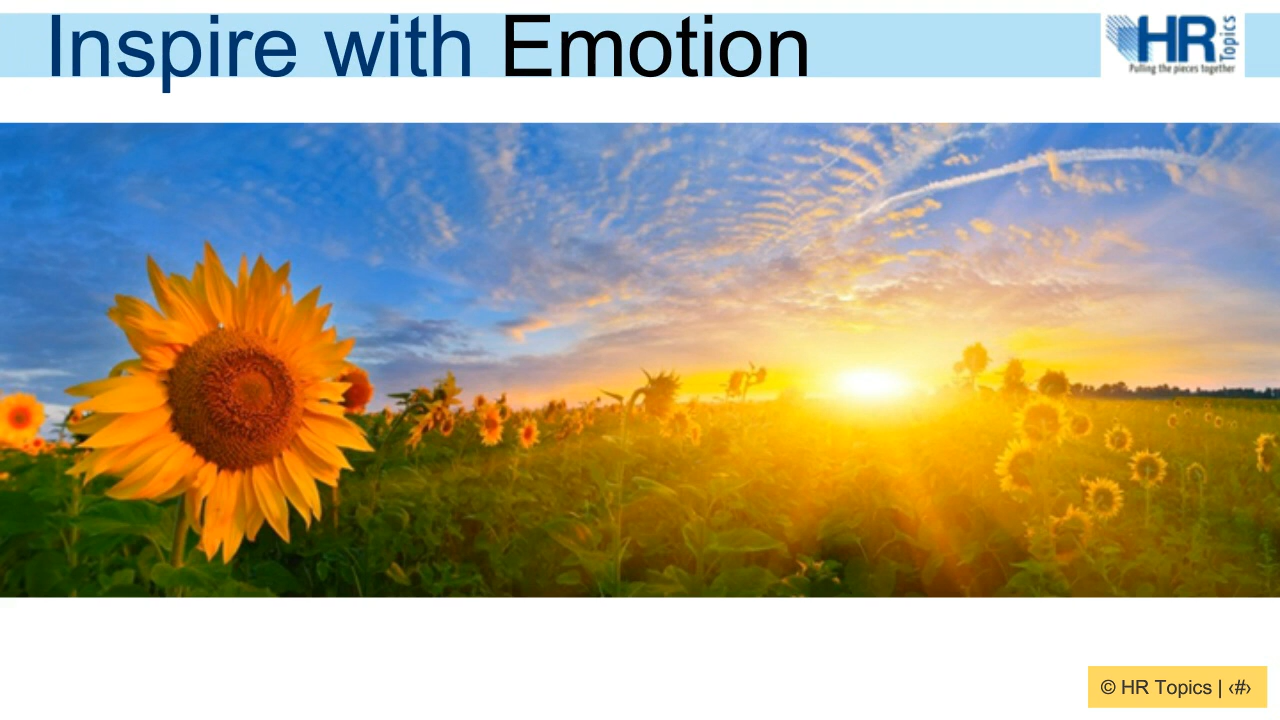 Inspire with Emotion
HR Topics
Pulling the pieces together
© HR Topics | ‹#›